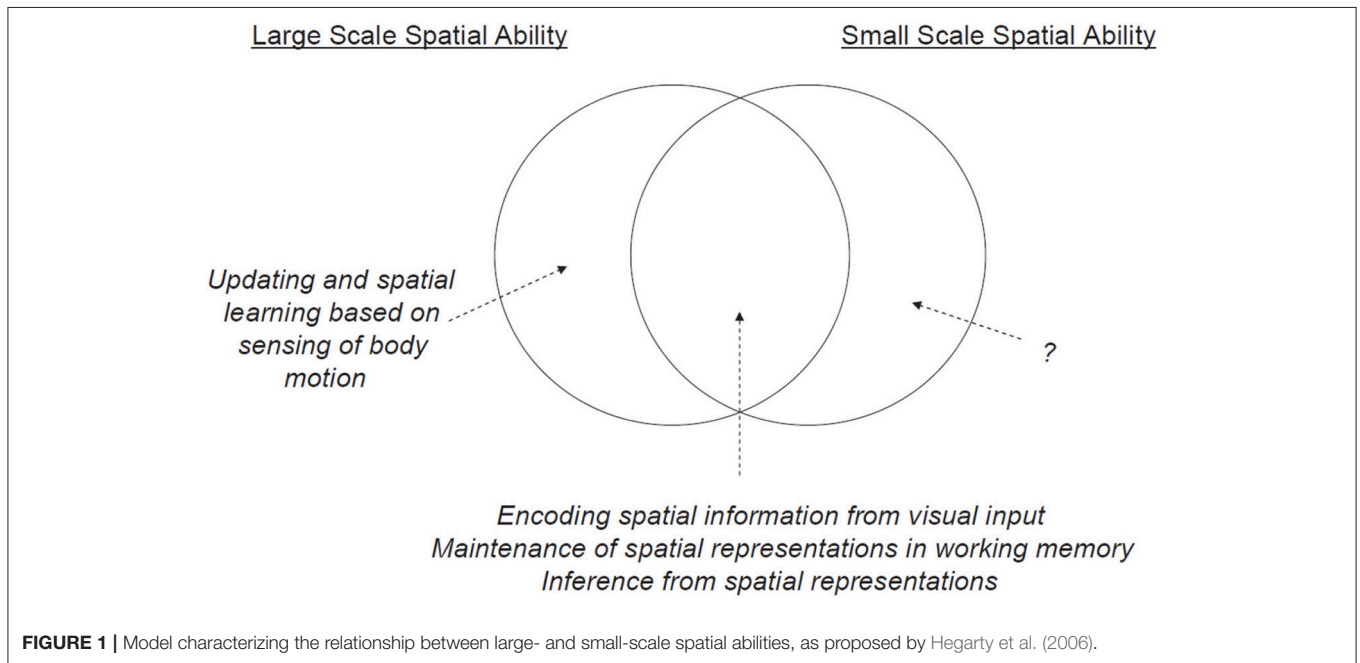 Large Scale Spatial Ability
Small Scale Spatial Ability
Updating and spatial
learning based on
sensing of body
motion
?
Encoding spatial information from visual input
Maintenance of spatial representations in working memory
Inference from spatial representations
FIGURE 1 | Model characterizing the relationship between large- and small-scale spatial abilities, as proposed by Hegarty et al. (2006).